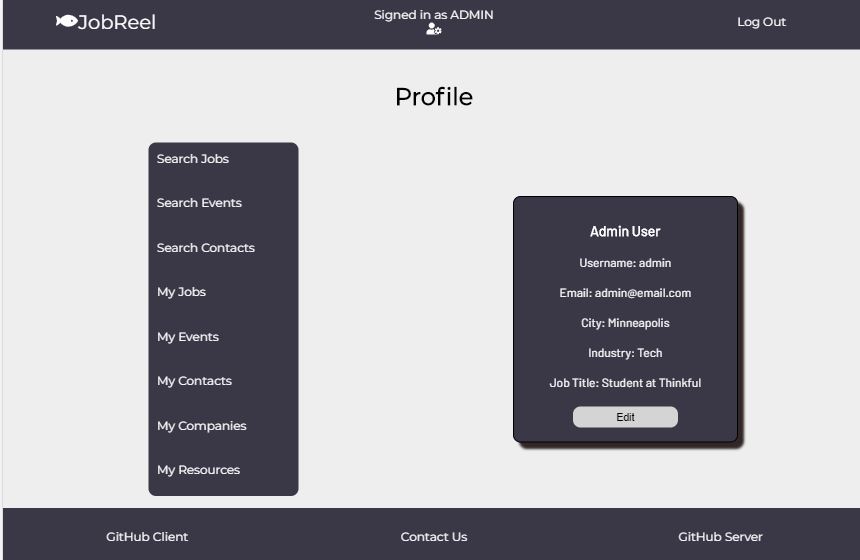 JobReel
Signed in as ADMIN
Log Out
Profile
Search Jobs
Search Events
Search Contacts
My Jobs
My Events
My Contacts
My Companies
My Resources
Admin User
Username: admin
Email: admin@email.com
City: Minneapolis
Industry: Tech
Job Title: Student at Thinkful
Edit
GitHub Client
Contact Us
GitHub Server